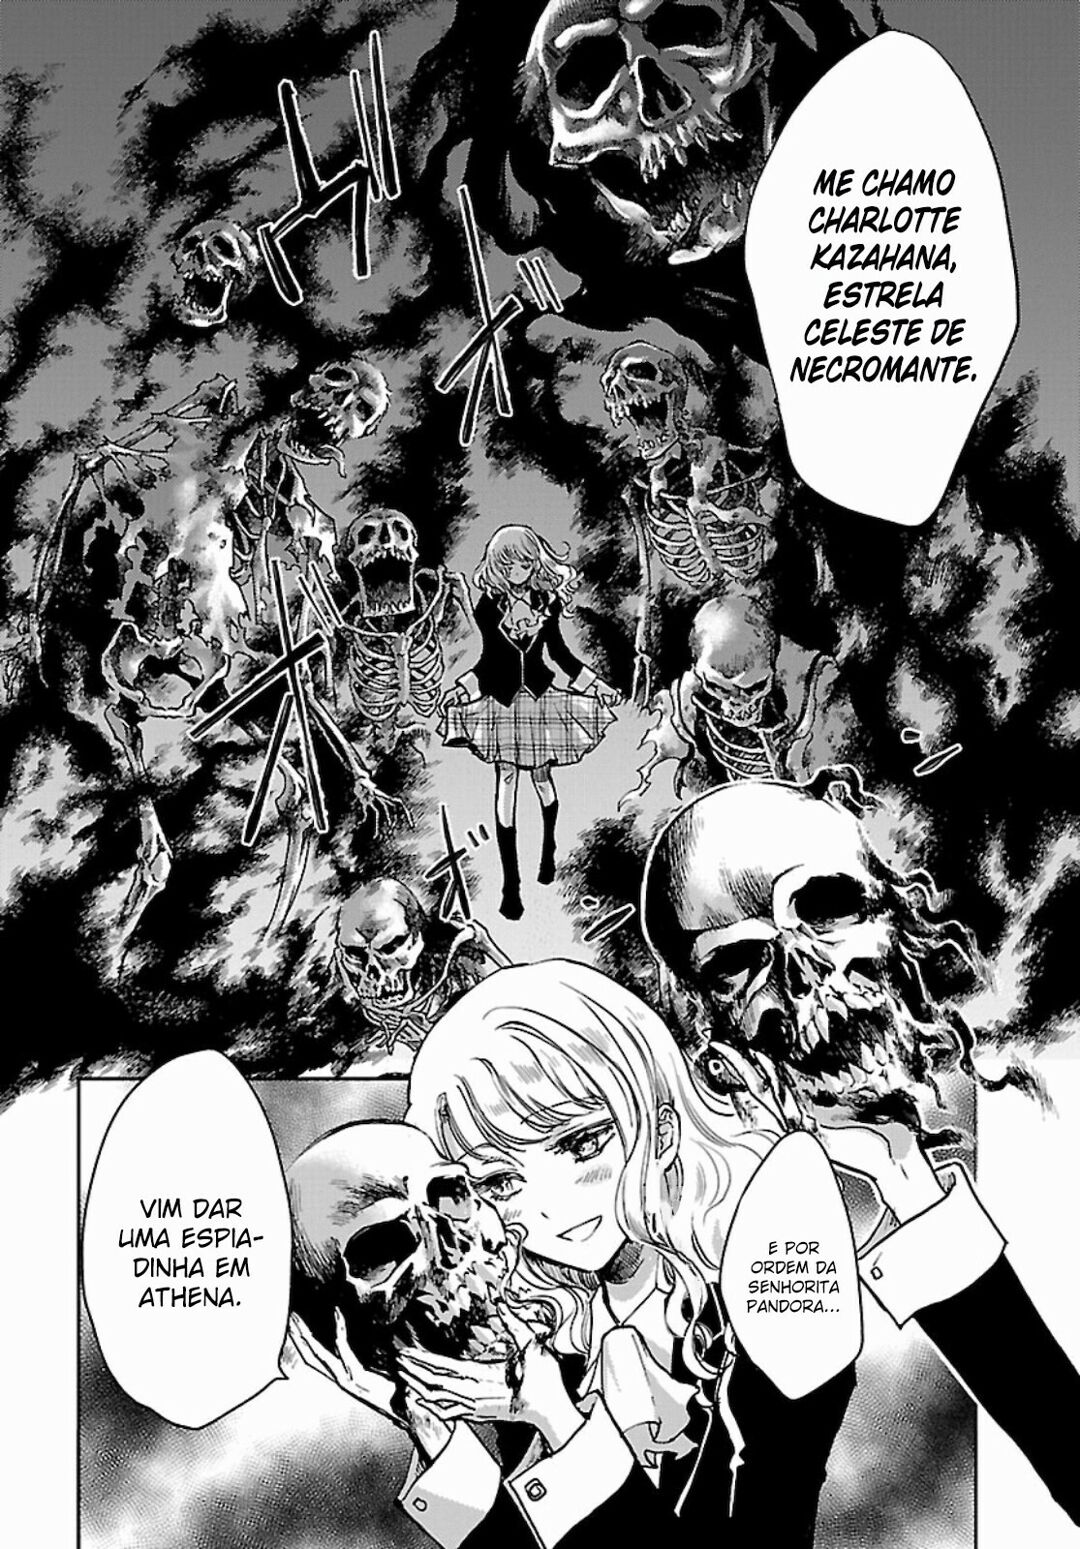 ME CHAMO
CHARLOTTE
KAZAHANA,
ESTRELA
CELESTE DE
NECROMANTE.
E POR
ORDEM DA
SENHORITA
PANDORA...
VIM DAR
UMA ESPIA-
DINHA EM
ATHENA.